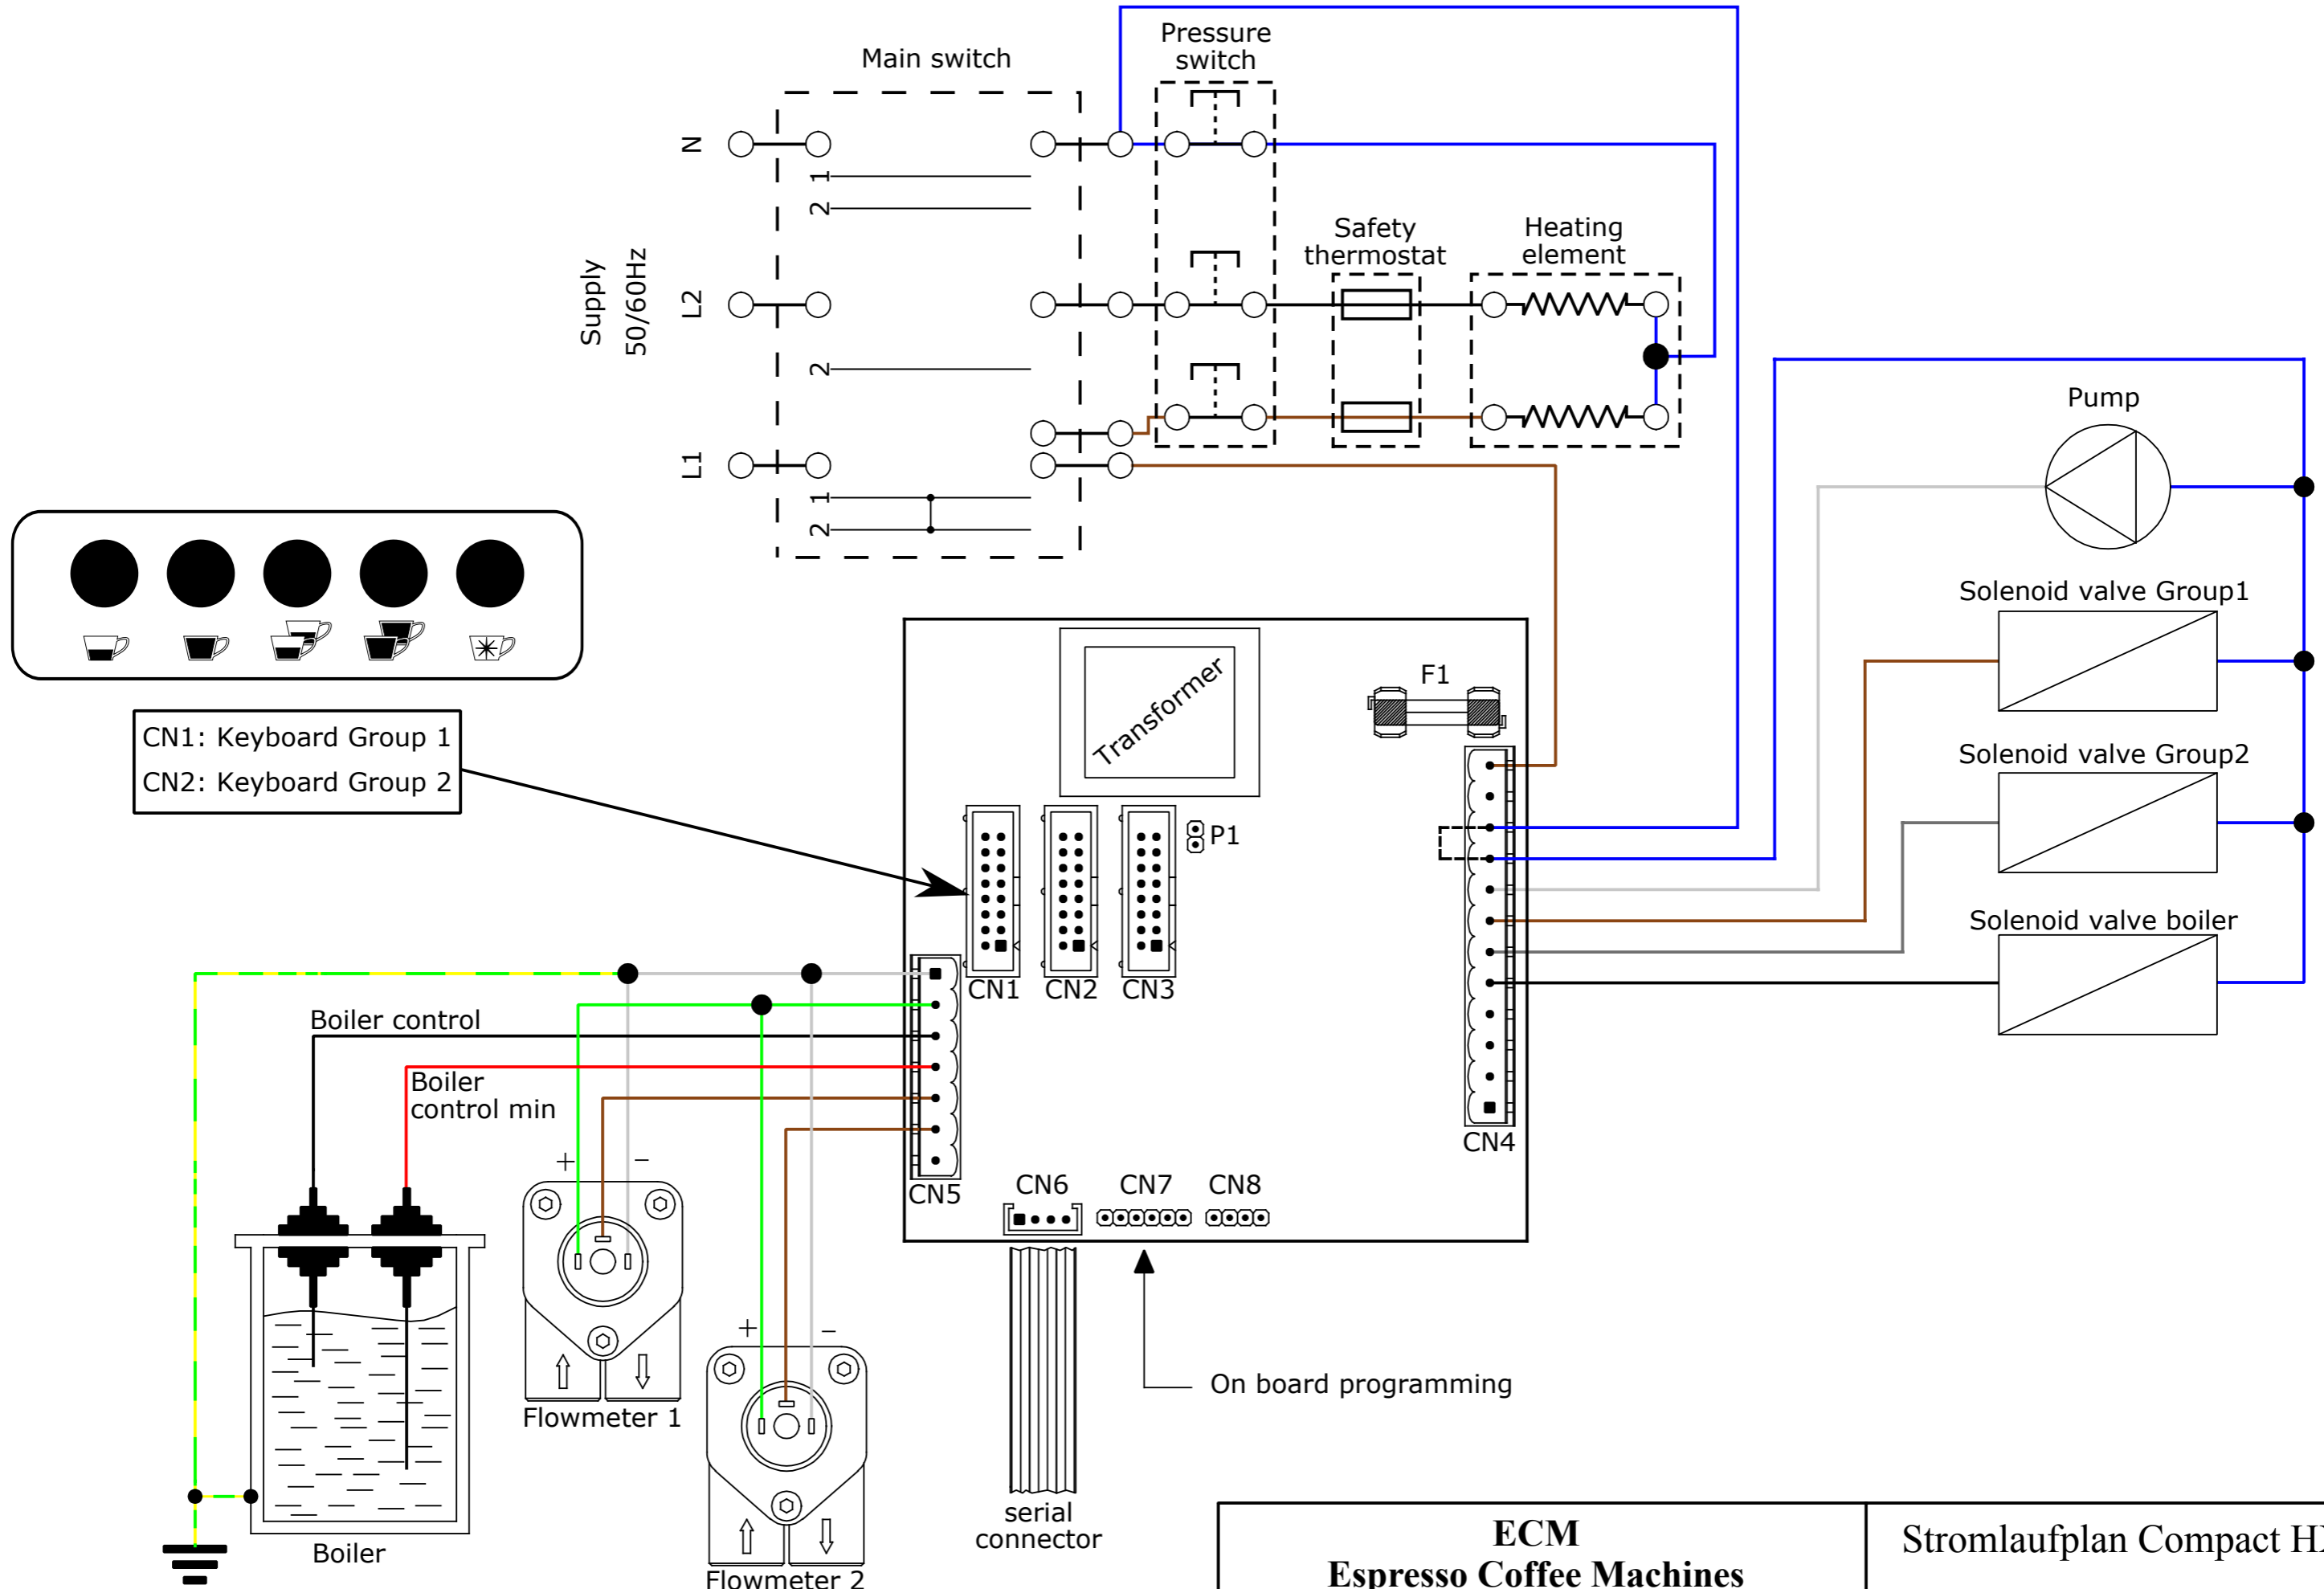 Main switch
Pressure
switch
N
1
2
Safety
thermostat
Heating
element
Supply
50/60Hz
L2
2
L1
1
2
Pump
Solenoid valve Group1
Solenoid valve Group2
Solenoid valve boiler
CN1: Keyboard Group 1
CN2: Keyboard Group 2
Transformer
F1
P1
CN1
CN2
CN3
CN4
CN5
CN6
CN7
CN8
Boiler control
Boiler
control min
+
−
+
−
Flowmeter 1
Flowmeter 2
Boiler
On board programming
serial
connector
ECM
Espresso Coffee Machines
Stromlaufplan Compact